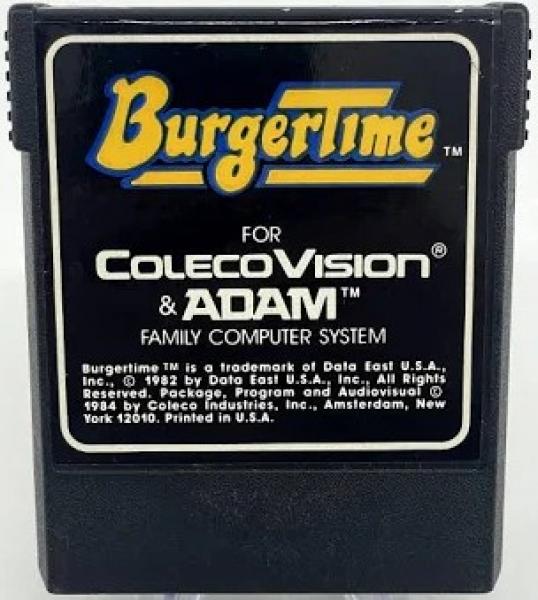 BurgerTime™
FOR
COLECOVISION®
& ADAM™
FAMILY COMPUTER SYSTEM
Burgertime™ is a trademark of Data East U.S.A.,
Inc., © 1982 by Data East U.S.A., Inc., All Rights
Reserved. Package, Program and Audiovisual ©
1984 by Coleco Industries, Inc., Amsterdam, New
York 12010. Printed in U.S.A.